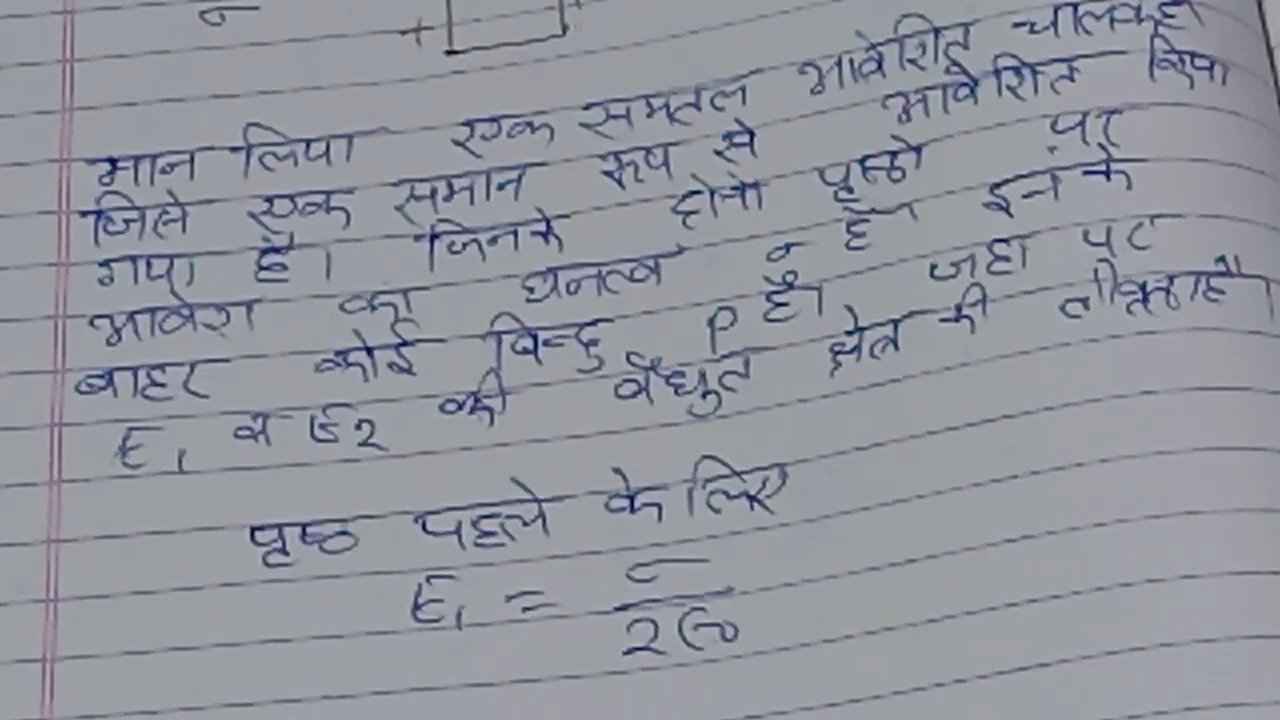 मान लिया एक समतल आवेशित चालक है
जिसे एक समान रूप से आवेशित किया
गया है। जिनके दोनो पृष्ठो पर
आवेश का घनत्व σ है। इनके
बाहर कोई बिन्दु P है। जहा पर
E₁ व E2 की वैधुत क्षेत्र की तीव्रता है।
पृष्ठ पहले के लिए
E₁ = σ / 2ϵ₀